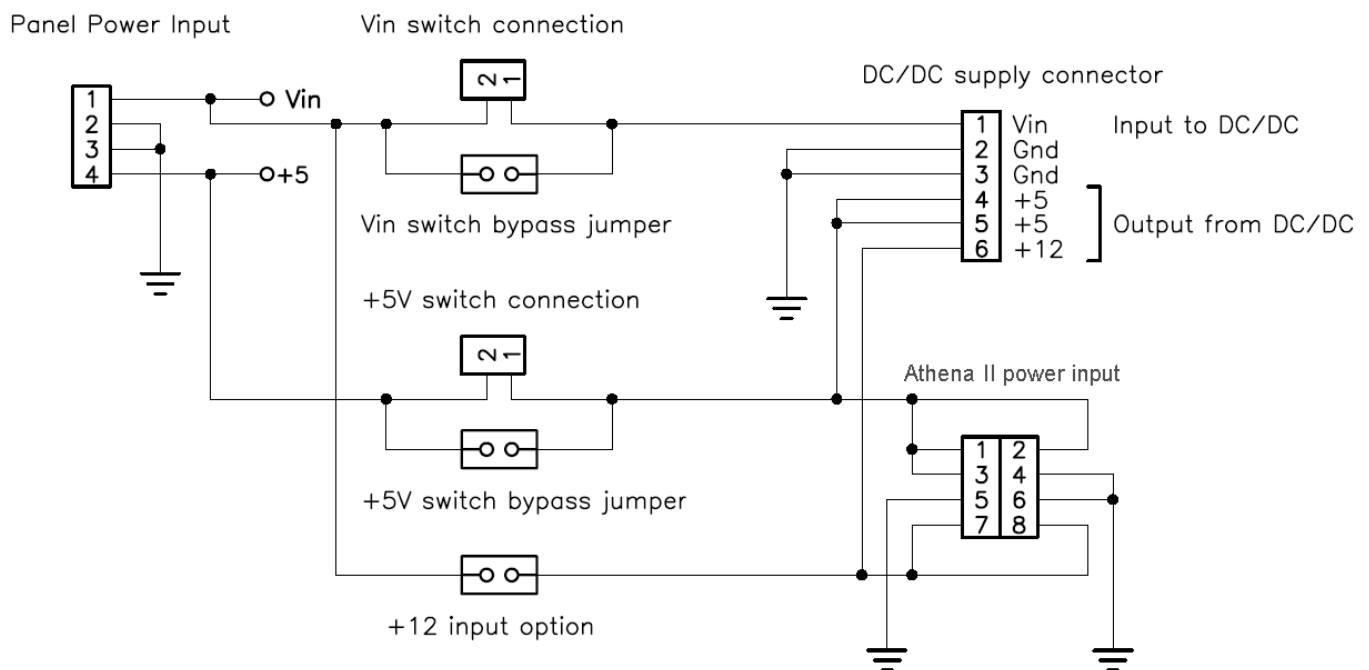 Panel Power Input
Vin switch connection
2 1
DC/DC supply connector
1 Vin
2
3
4 +5
1 Vin Input to DC/DC
2 Gnd
3 Gnd
4 +5
5 +5 Output from DC/DC
6 +12
Vin switch bypass jumper
+5V switch connection
2 1
Athena II power input
1 2
3 4
5 6
7 8
+5V switch bypass jumper
+12 input option